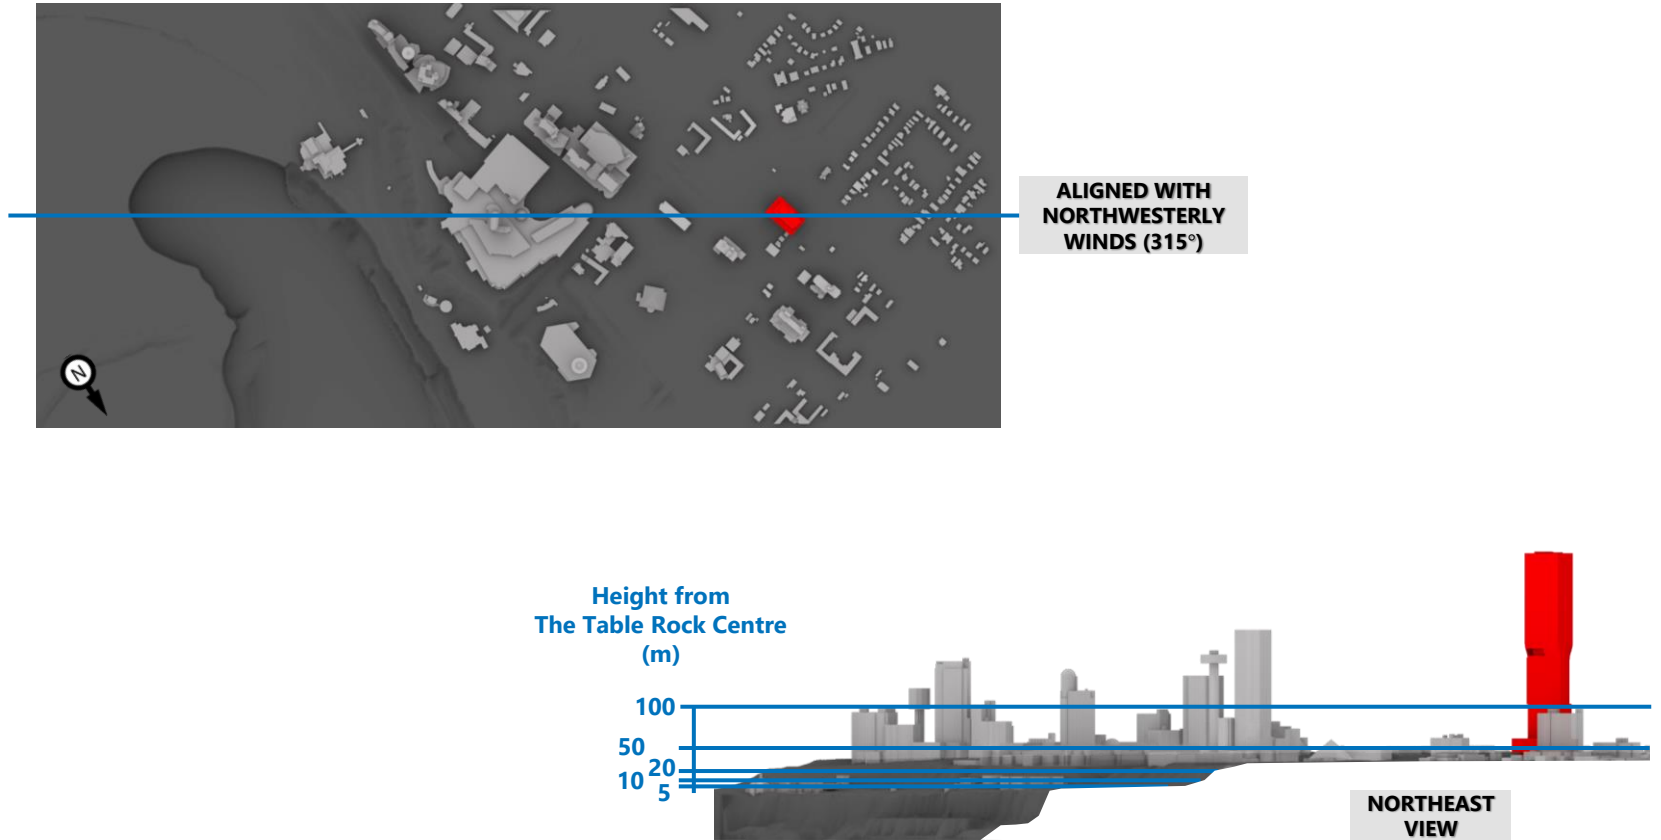 ALIGNED WITH
NORTHWESTERLY
WINDS (315°)
N
Height from
The Table Rock Centre
(m)
100
50
20
10
5
NORTHEAST
VIEW